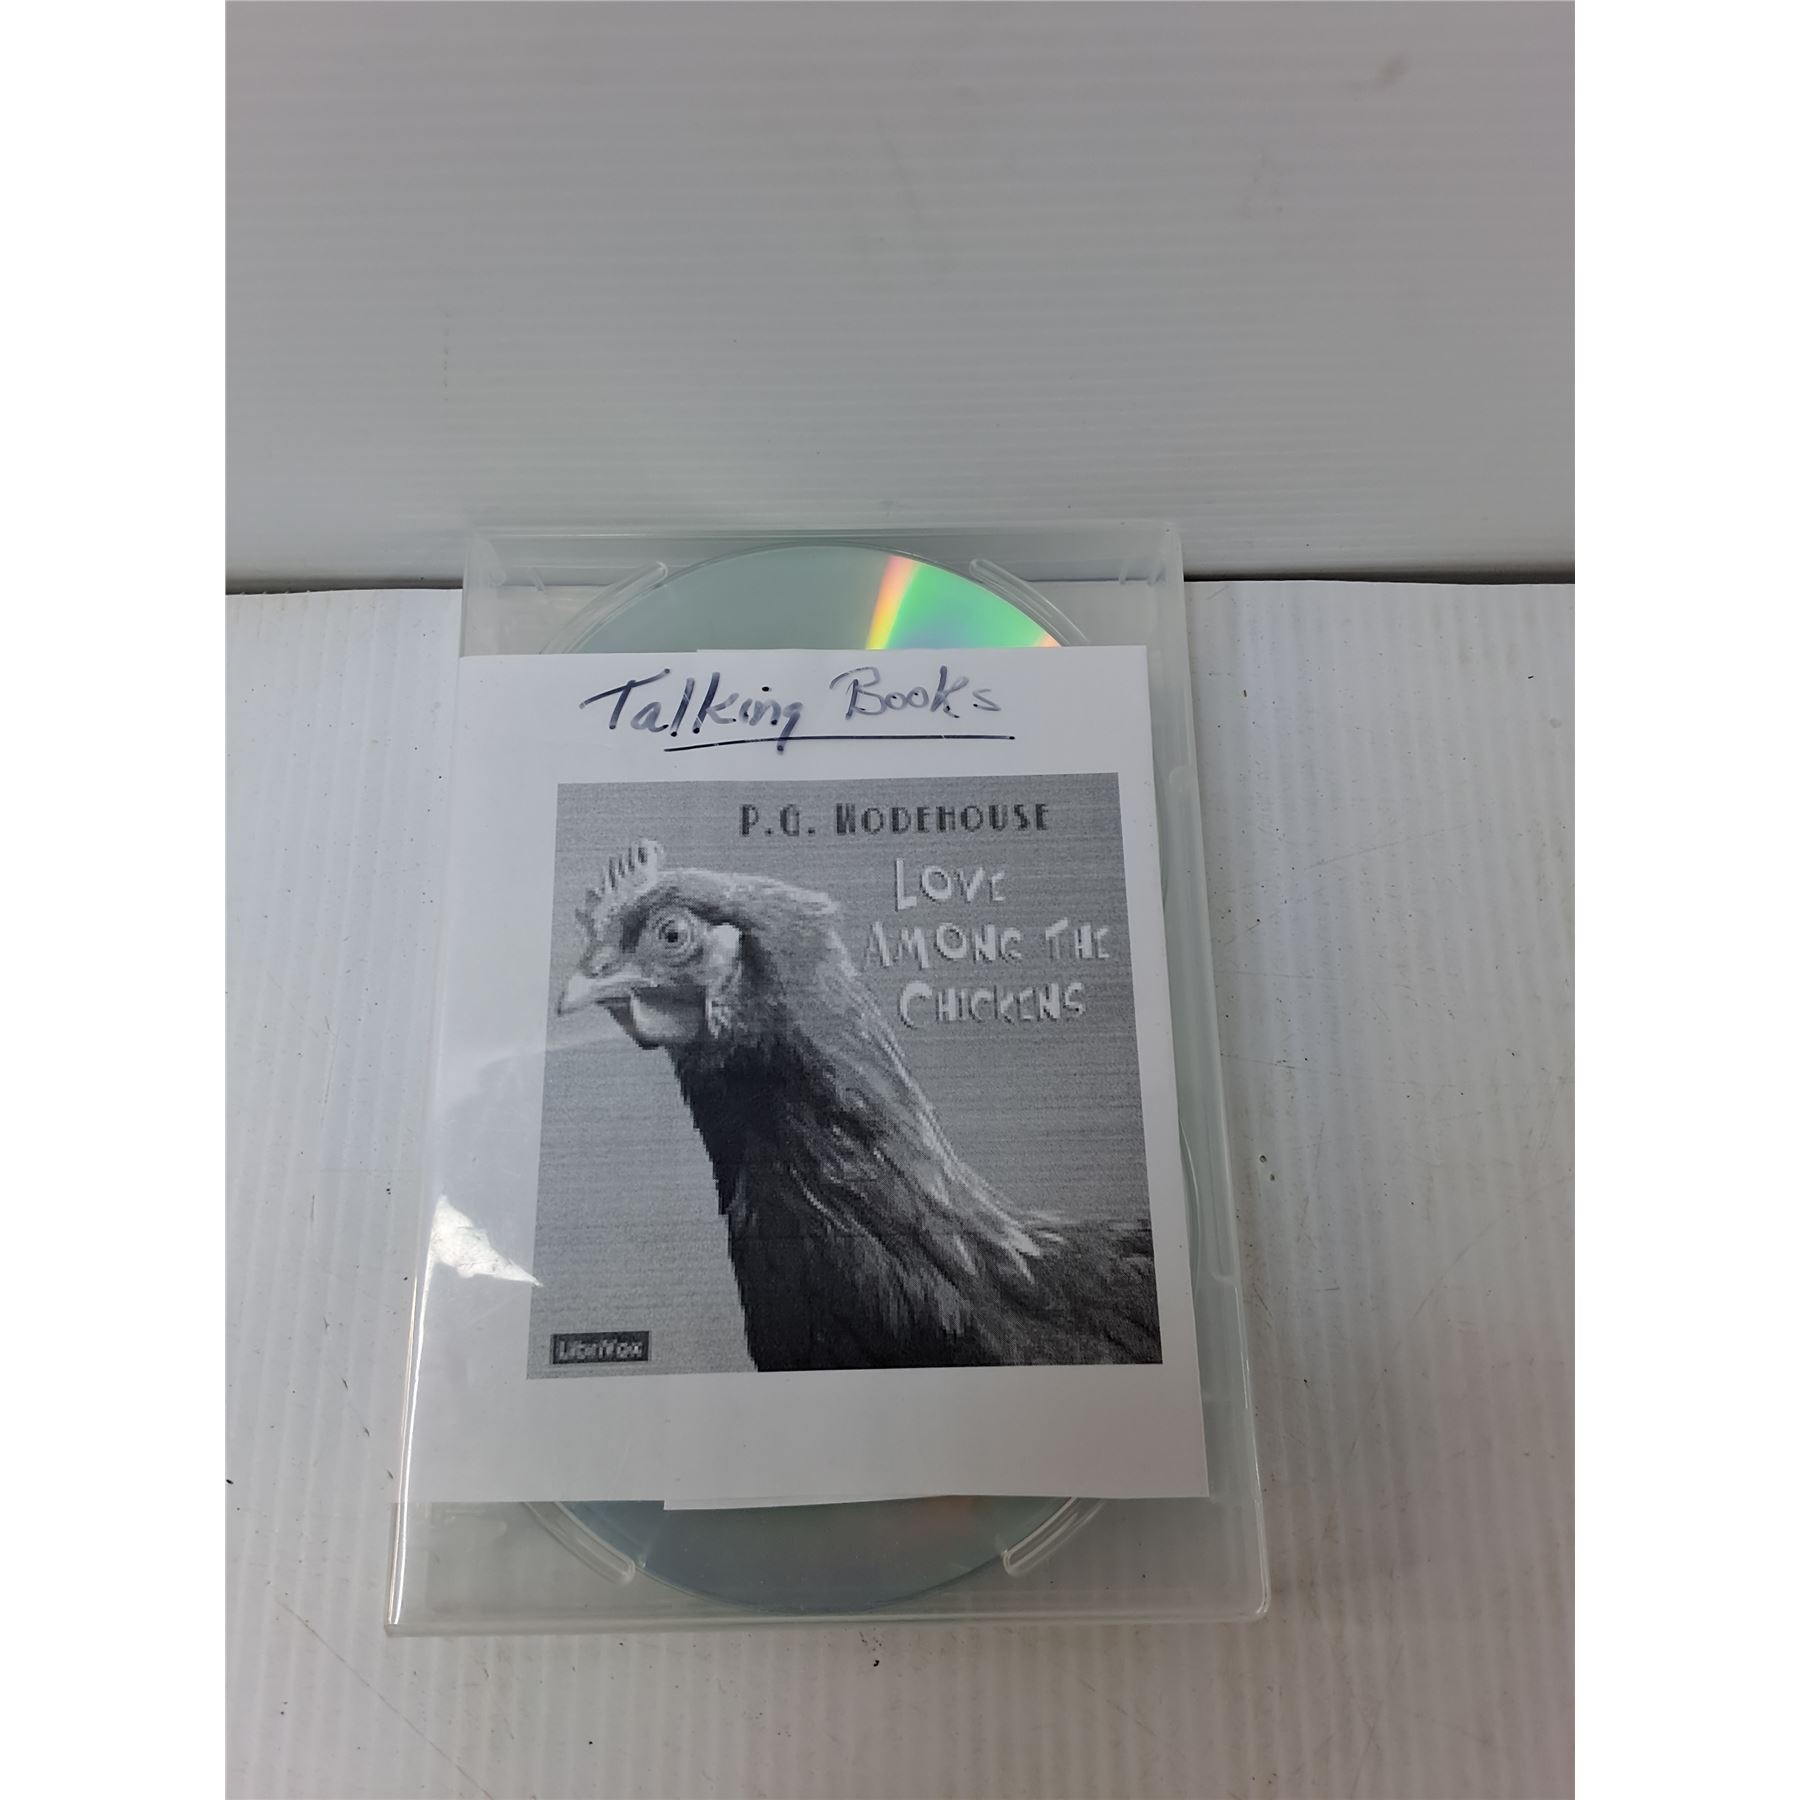 Talking Books
P.G. WODEHOUSE
LOVE
AMONG THE
CHICKENS
LibriVox